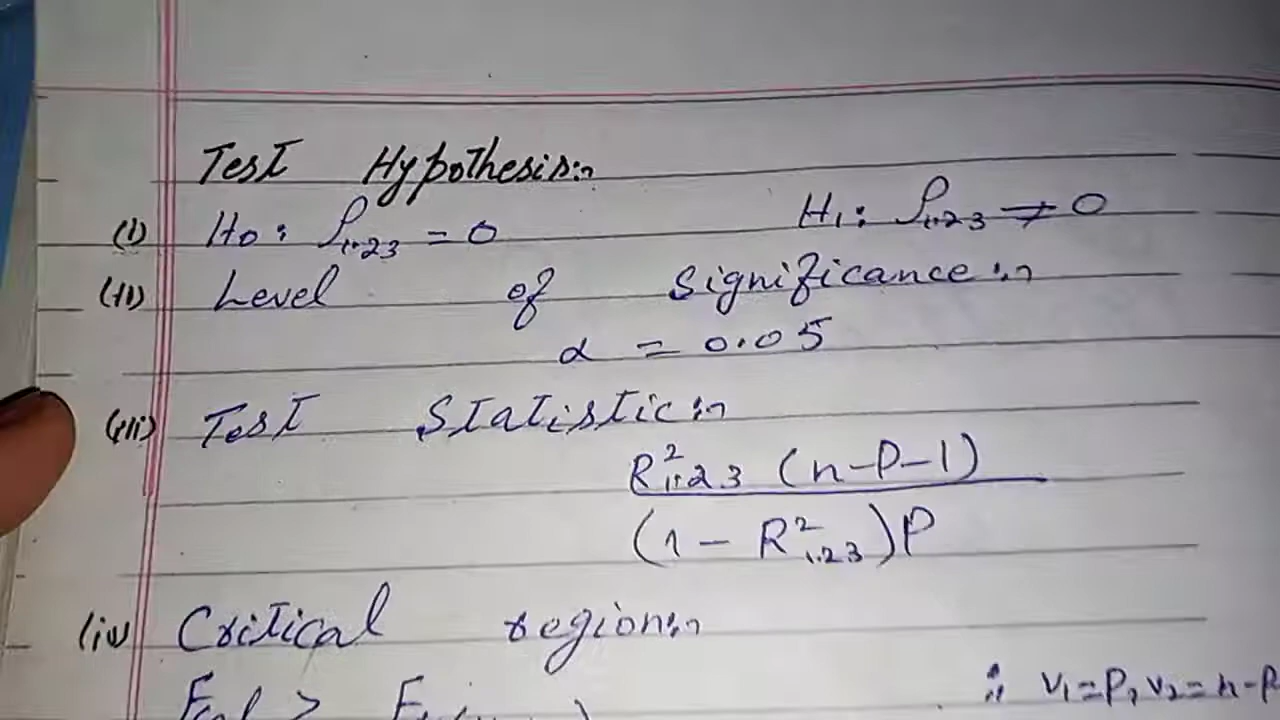 Test Hypothesis:-
(i) H₀: ρ₁.₂₃ = 0 H₁: ρ₁.₂₃ ≠ 0
(ii) Level of significance:-
α = 0.05
(iii) Test Statistic:-
R²₁.₂₃ (n-P-1)
(1 - R²₁.₂₃)P
(iv) Critical region:-
∴ V₁=P, V₂= n-P